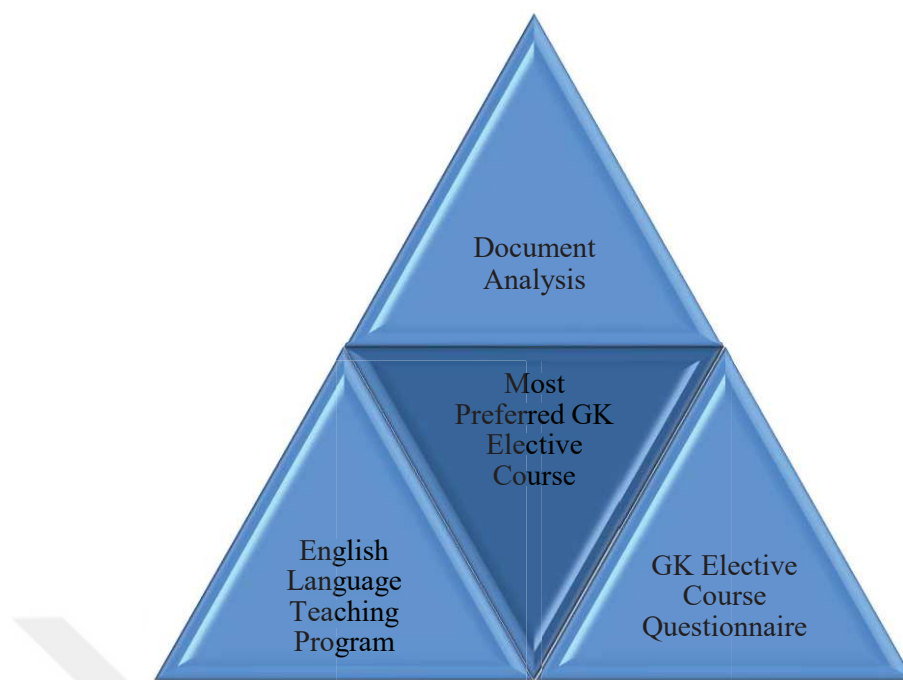 Document
Analysis
Most
Preferred GK
Elective
Course
English
Language
Teaching
Program
GK Elective
Course
Questionnaire